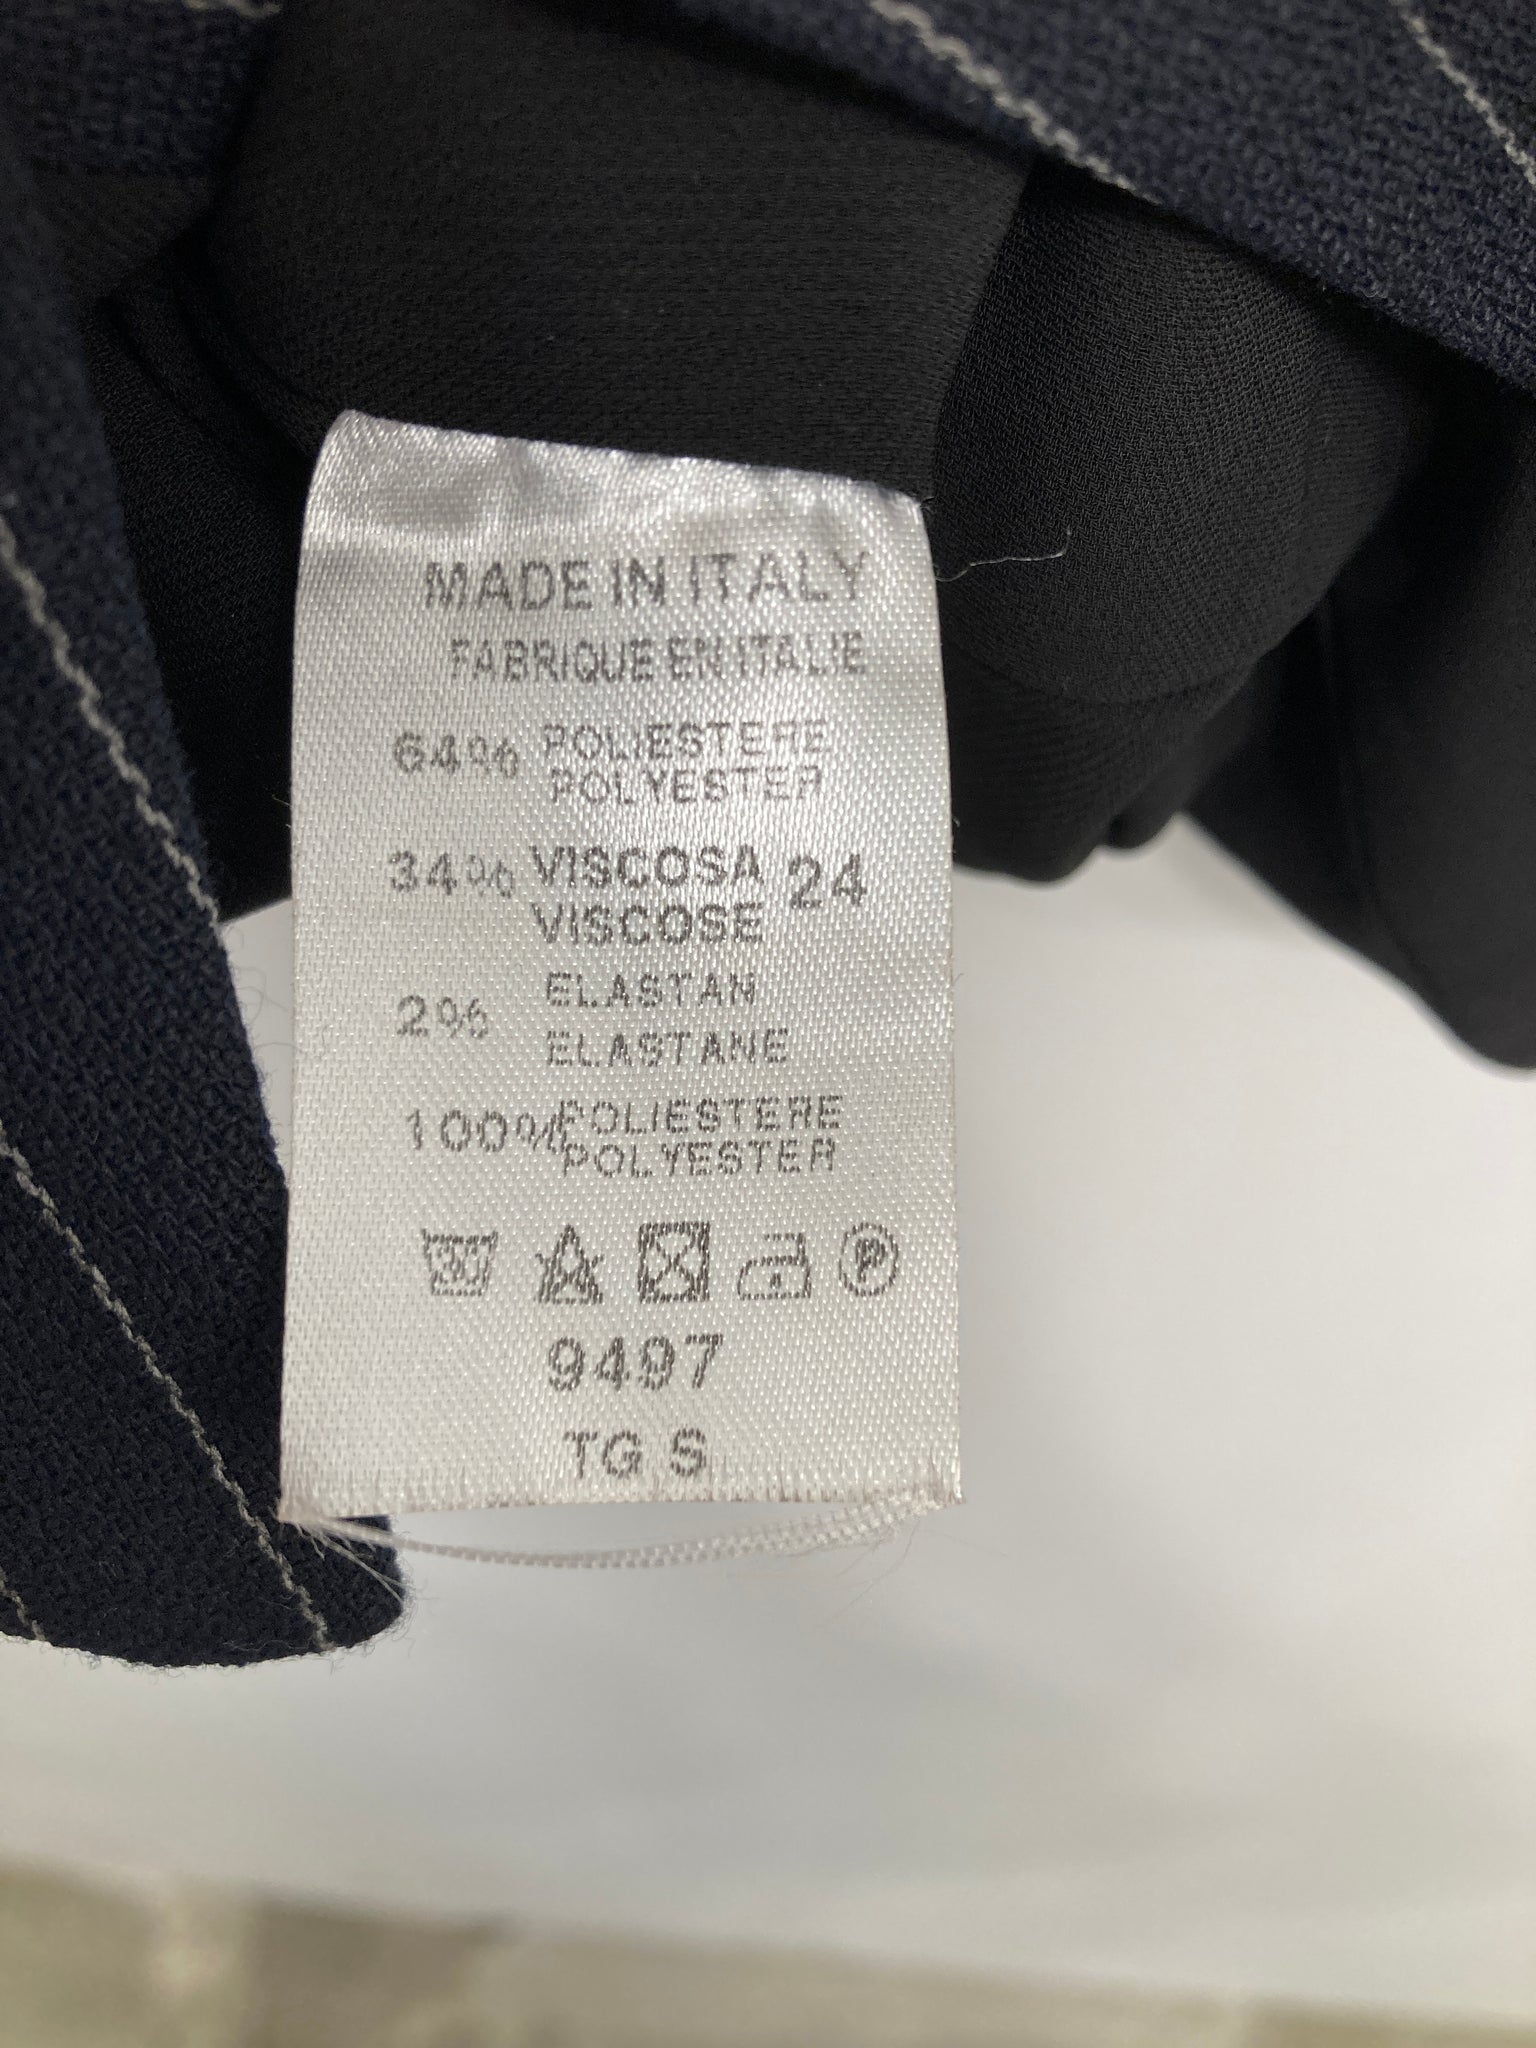 MADE IN ITALY
FABRIQUE EN ITALIE
64% POLIESTERE
POLYESTER
34% VISCOSA 24
VISCOSE
2% ELASTAN
ELASTANE
100% POLIESTERE
POLYESTER
30 P
9497
TG S